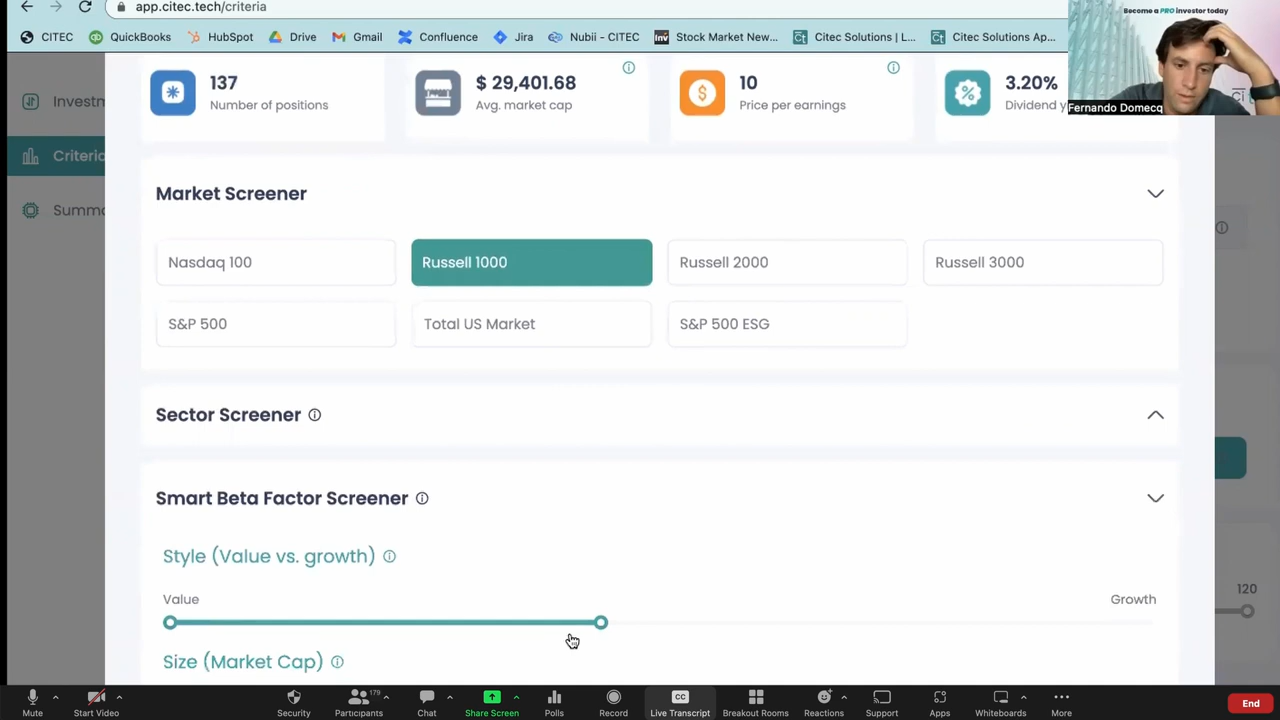 app.citec.tech/criteria
Become a PRO investor today
CITEC QuickBooks HubSpot Drive Gmail Confluence Jira Nubii - CITEC Stock Market New... Citec Solutions | L... Citec Solutions Ap...
Fernando Domecq
Investm
Criteria
Summa
137
Number of positions
$ 29,401.68
Avg. market cap
10
Price per earnings
3.20%
Dividend y
Market Screener
Nasdaq 100 Russell 1000 Russell 2000 Russell 3000
S&P 500 Total US Market S&P 500 ESG
Sector Screener
Smart Beta Factor Screener
Style (Value vs. growth)
Value Growth
120
Size (Market Cap)
179
Mute Start Video Security Participants Chat Share Screen Polls Record Live Transcript Breakout Rooms Reactions Support Apps Whiteboards More End